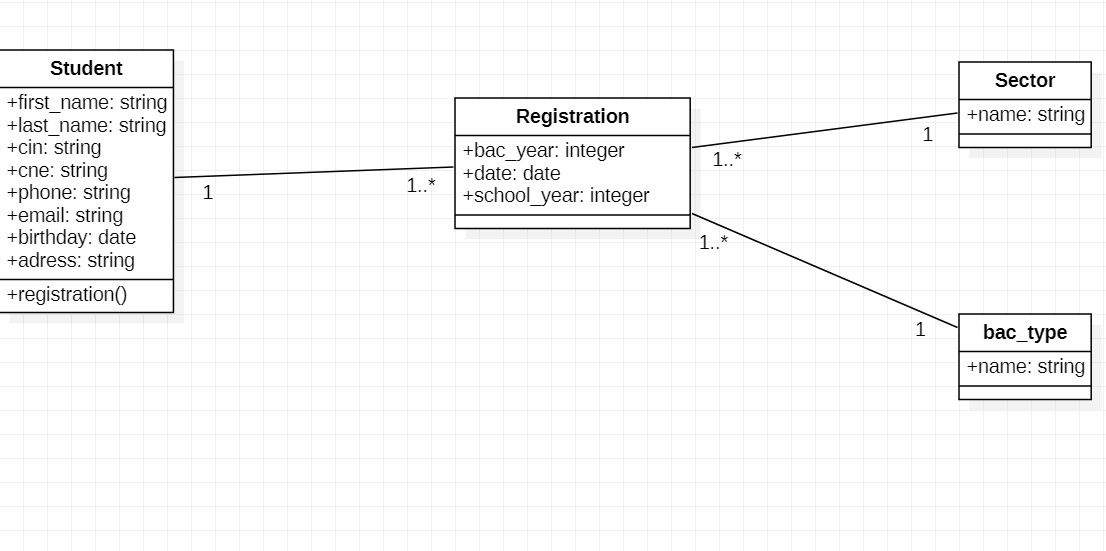 Student
+first_name: string
+last_name: string
+cin: string
+cne: string
+phone: string
+email: string
+birthday: date
+adress: string
+registration()
1
1..*
Registration
+bac_year: integer
+date: date
+school_year: integer
1..*
1
Sector
+name: string
1..*
1
bac_type
+name: string